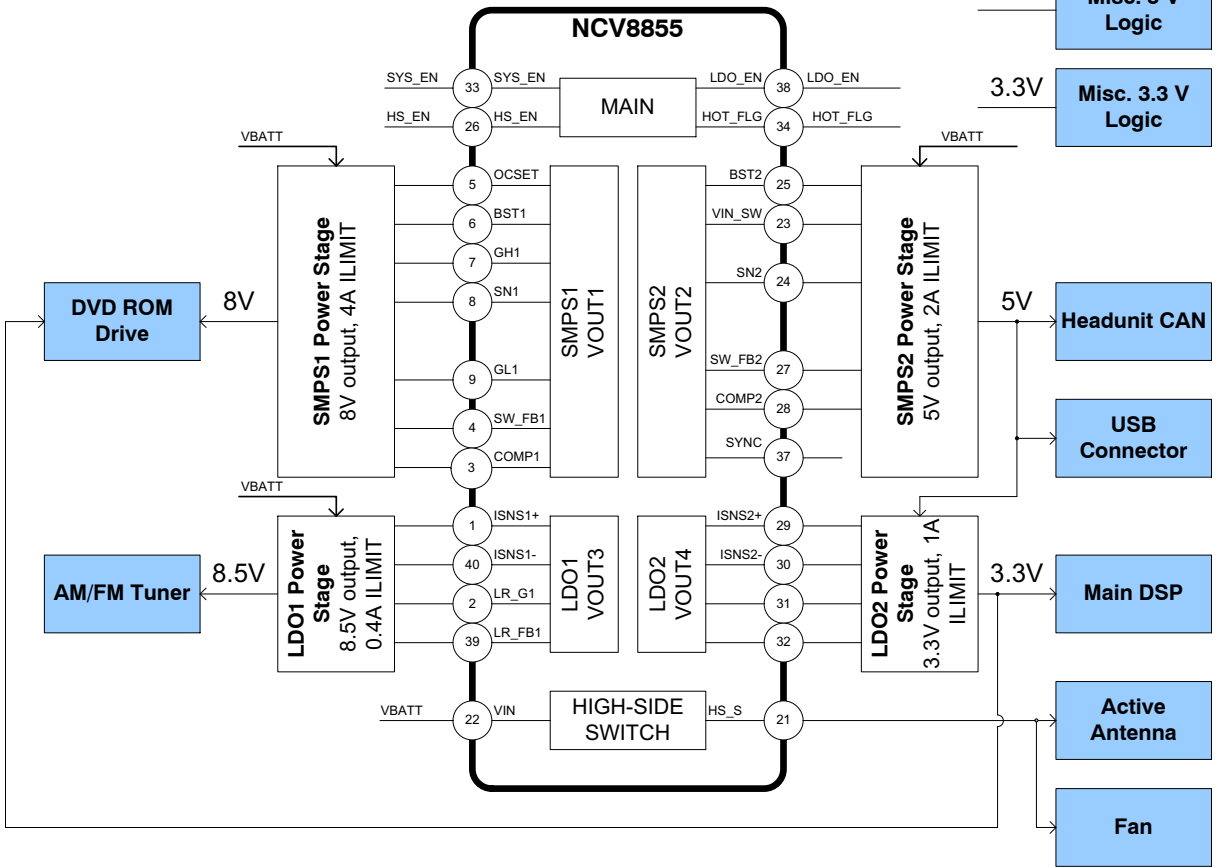 NCV8855
Misc. 5 V
Logic
SYS_EN
33
SYS_EN
LDO_EN
38
LDO_EN
MAIN
HS_EN
26
HS_EN
HOT_FLG
34
HOT_FLG
3.3V
Misc. 3.3 V
Logic
VBATT
VBATT
SMPS1 Power Stage
8V output, 4A ILIMIT
5
OCSET
6
BST1
7
GH1
8
SN1
9
GL1
4
SW_FB1
3
COMP1
SMPS1
VOUT1
SMPS2
VOUT2
BST2
25
VIN_SW
23
SN2
24
SW_FB2
27
COMP2
28
SYNC
37
SMPS2 Power Stage
5V output, 2A ILIMIT
DVD ROM
Drive
8V
5V
Headunit CAN
USB
Connector
VBATT
AM/FM Tuner
8.5V
LDO1 Power
Stage
8.5V output,
0.4A ILIMIT
1
ISNS1+
40
ISNS1-
2
LR_G1
39
LR_FB1
LDO1
VOUT3
LDO2
VOUT4
ISNS2+
29
ISNS2-
30
31
32
LDO2 Power
Stage
3.3V output, 1A
ILIMIT
3.3V
Main DSP
VBATT
22
VIN
HIGH-SIDE
SWITCH
HS_S
21
Active
Antenna
Fan